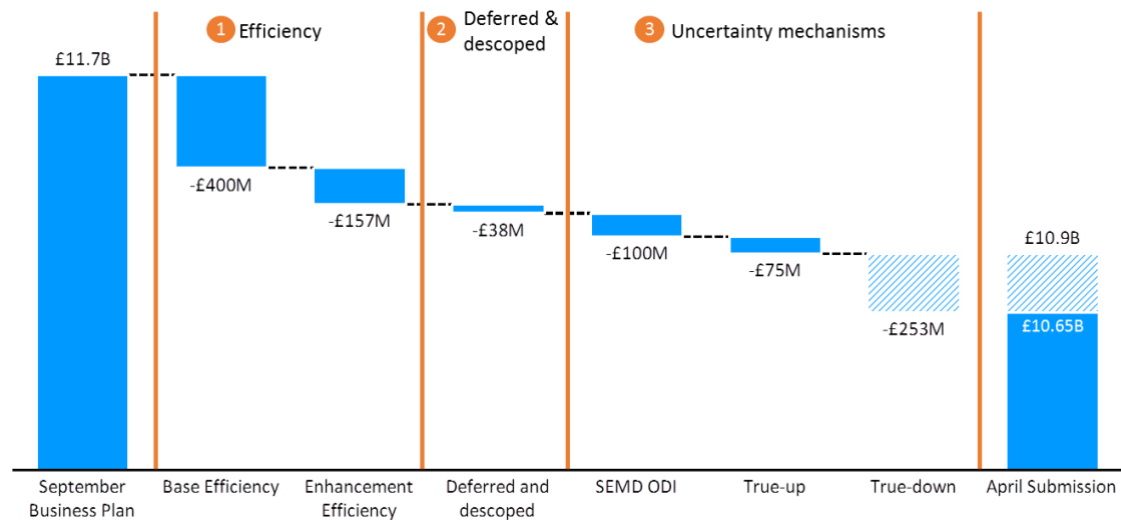 1 Efficiency
2 Deferred &
descoped
3 Uncertainty mechanisms
£11.7B
-£400M
-£157M
-£38M
-£100M
-£75M
-£253M
£10.9B
£10.65B
September
Business Plan
Base Efficiency
Enhancement
Efficiency
Deferred and
descoped
SEMD ODI
True-up
True-down
April Submission